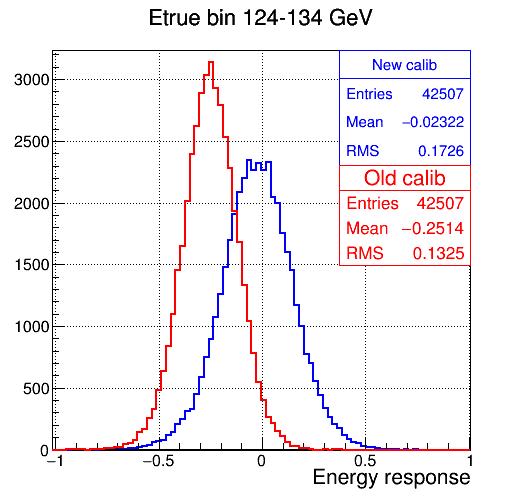 Etrue bin 124-134 GeV
New calib
Entries 42507
Mean −0.02322
RMS 0.1726
Old calib
Entries 42507
Mean −0.2514
RMS 0.1325
3000
2500
2000
1500
1000
500
0
−1 −0.5 0 0.5 1
Energy response